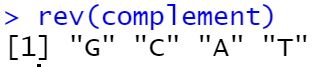 > rev(complement)
[1] "G" "C" "A" "T"